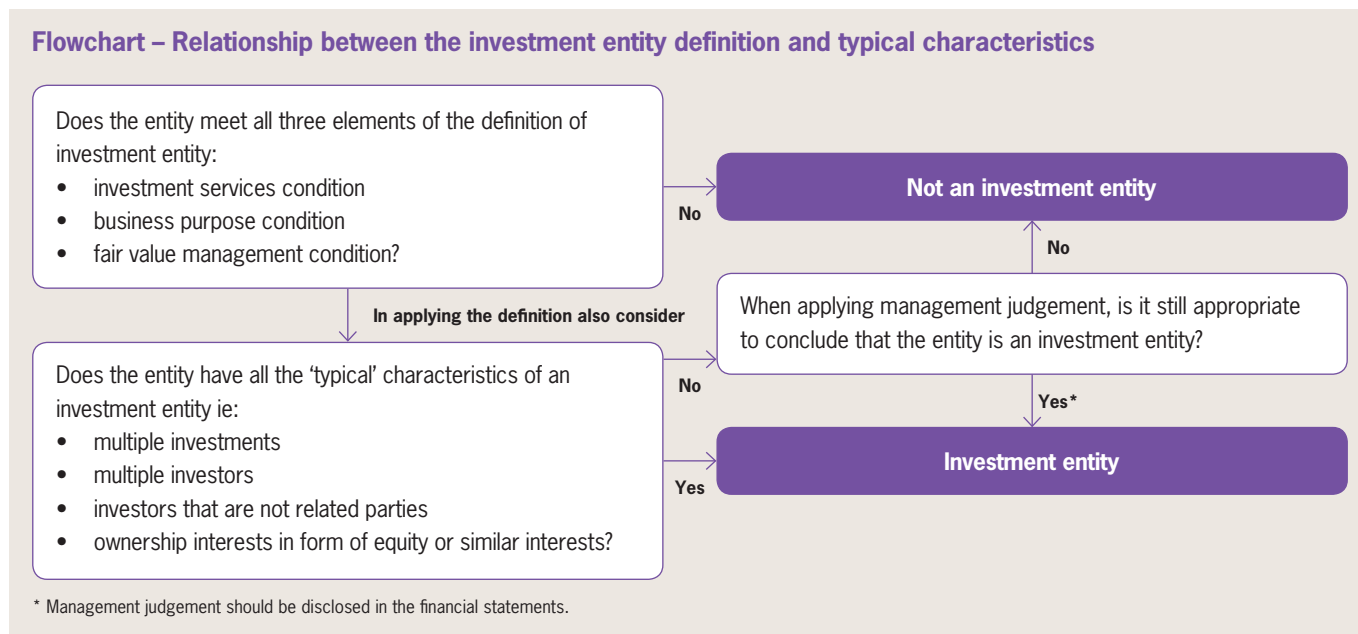 Flowchart – Relationship between the investment entity definition and typical characteristics
Does the entity meet all three elements of the definition of
investment entity:
• investment services condition
• business purpose condition
• fair value management condition?
No
Not an investment entity
No
In applying the definition also consider
When applying management judgement, is it still appropriate
to conclude that the entity is an investment entity?
Does the entity have all the ‘typical’ characteristics of an
investment entity ie:
• multiple investments
• multiple investors
• investors that are not related parties
• ownership interests in form of equity or similar interests?
No
Yes*
Yes
Investment entity
* Management judgement should be disclosed in the financial statements.